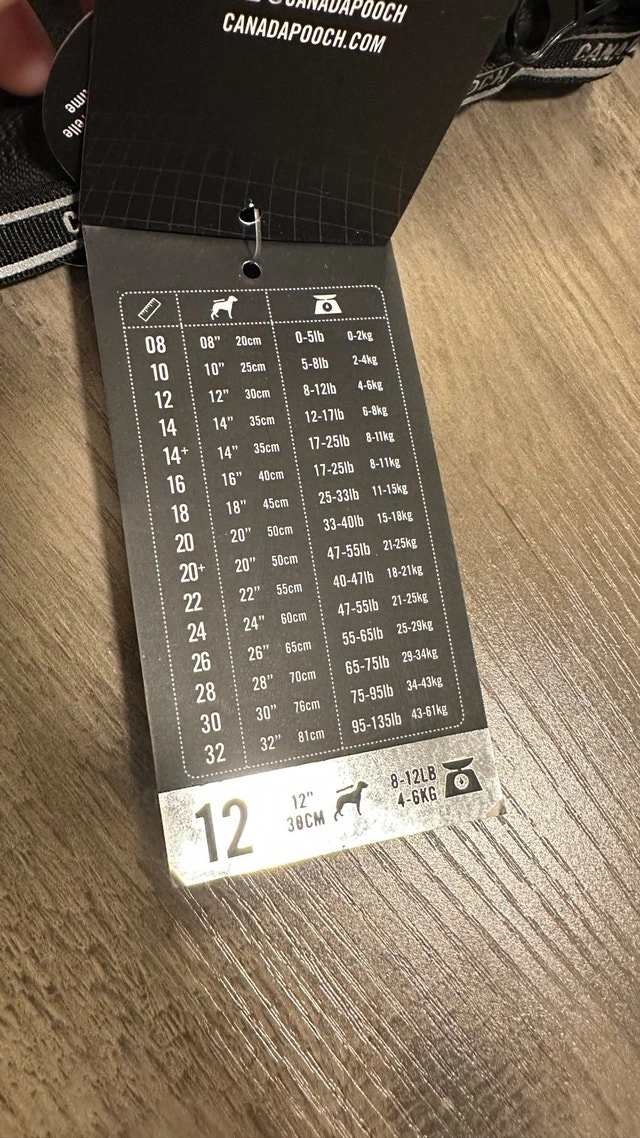 @CANADAPOOCH
CANADAPOOCH.COM
08 08” 20cm 0-5lb 0-2kg
10 10” 25cm 5-8lb 2-4kg
12 12” 30cm 8-12lb 4-6kg
14 14” 35cm 12-17lb 6-8kg
14+ 14” 35cm 17-25lb 8-11kg
16 16” 40cm 17-25lb 8-11kg
18 18” 45cm 25-33lb 11-15kg
20 20” 50cm 33-40lb 15-18kg
20+ 20” 50cm 47-55lb 21-25kg
22 22” 55cm 40-47lb 18-21kg
24 24” 60cm 47-55lb 21-25kg
26 26” 65cm 55-65lb 25-29kg
28 28” 70cm 65-75lb 29-34kg
30 30” 76cm 75-95lb 34-43kg
32 32” 81cm 95-135lb 43-61kg
12 12" 8-12LB
30CM 4-6KG